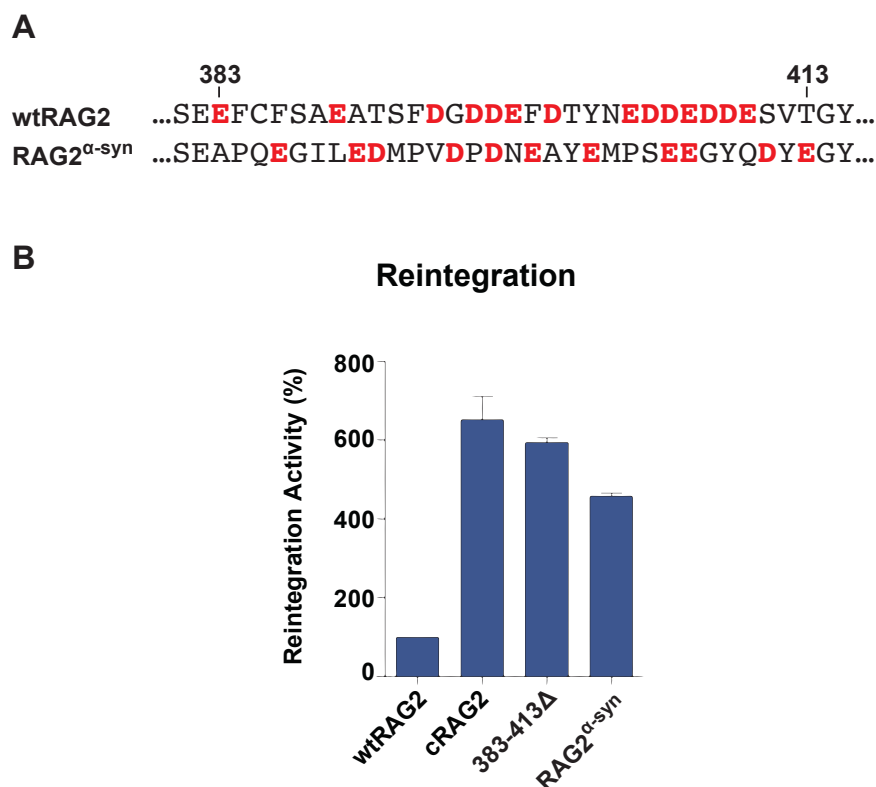 A
383 413
wtRAG2 ...SEEFCFSAEATSFDGDDEFDTYNEDDEDDESVTGY...
RAG2α-syn ...SEAPQEGILEDMPVDPDNEAYEMPSEEGYQDYEGY...
B
Reintegration
Reintegration Activity (%)
800
600
400
200
0
wtRAG2
cRAG2
383-413Δ
RAG2α-syn